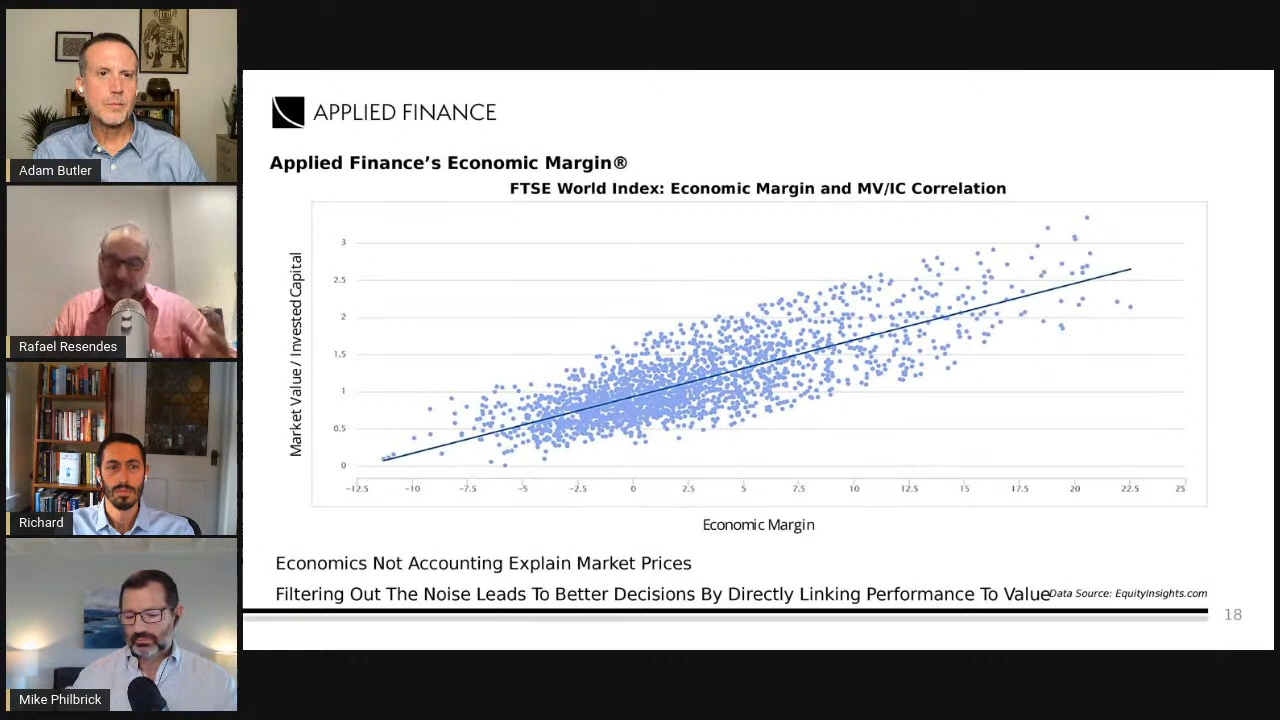 Adam Butler
Rafael Resendes
Richard
Mike Philbrick
APPLIED FINANCE
Applied Finance’s Economic Margin®
FTSE World Index: Economic Margin and MV/IC Correlation
Market Value / Invested Capital
3
2.5
2
1.5
1
0.5
0
−12.5 −10 −7.5 −5 −2.5 0 2.5 5 7.5 10 12.5 15 17.5 20 22.5 25
Economic Margin
Economics Not Accounting Explain Market Prices
Filtering Out The Noise Leads To Better Decisions By Directly Linking Performance To Value
Data Source: EquityInsights.com
18